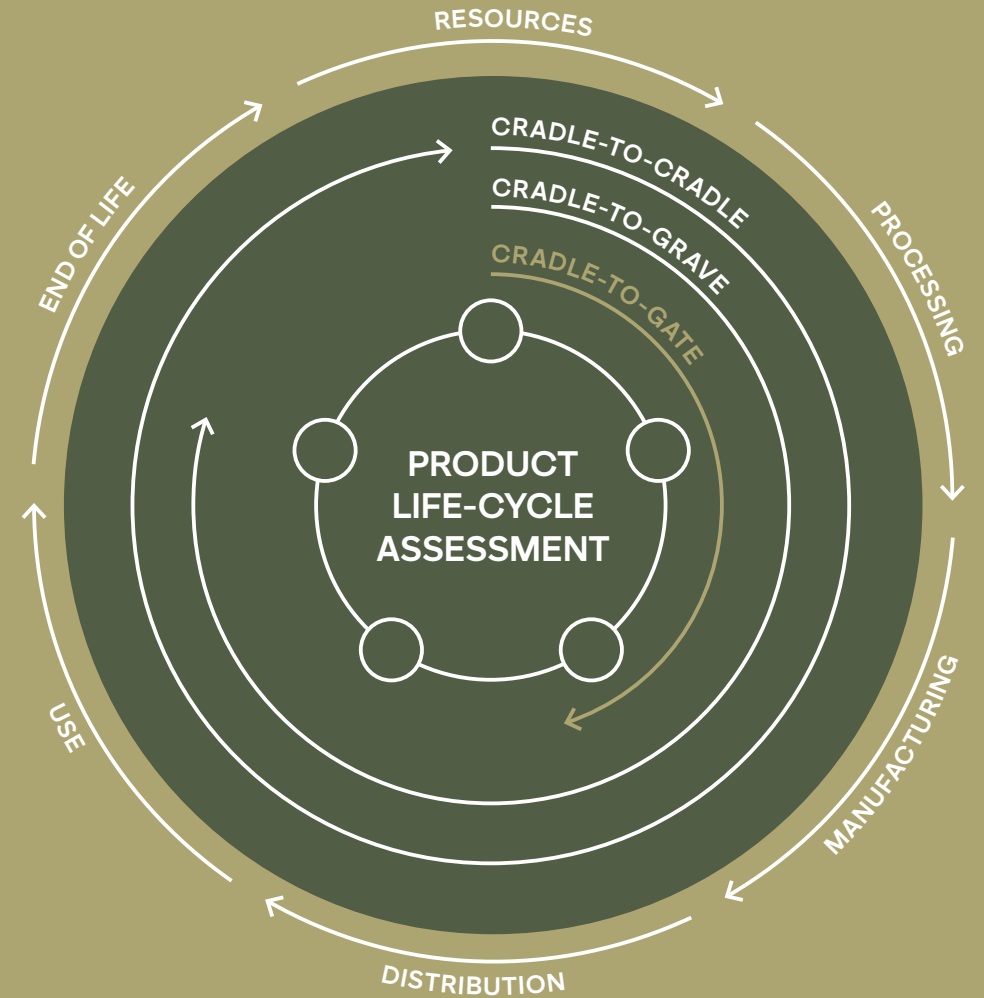 RESOURCES
CRADLE-TO-CRADLE
CRADLE-TO-GRAVE
CRADLE-TO-GATE
PROCESSING
END OF LIFE
PRODUCT
LIFE-CYCLE
ASSESSMENT
MANUFACTURING
USE
DISTRIBUTION